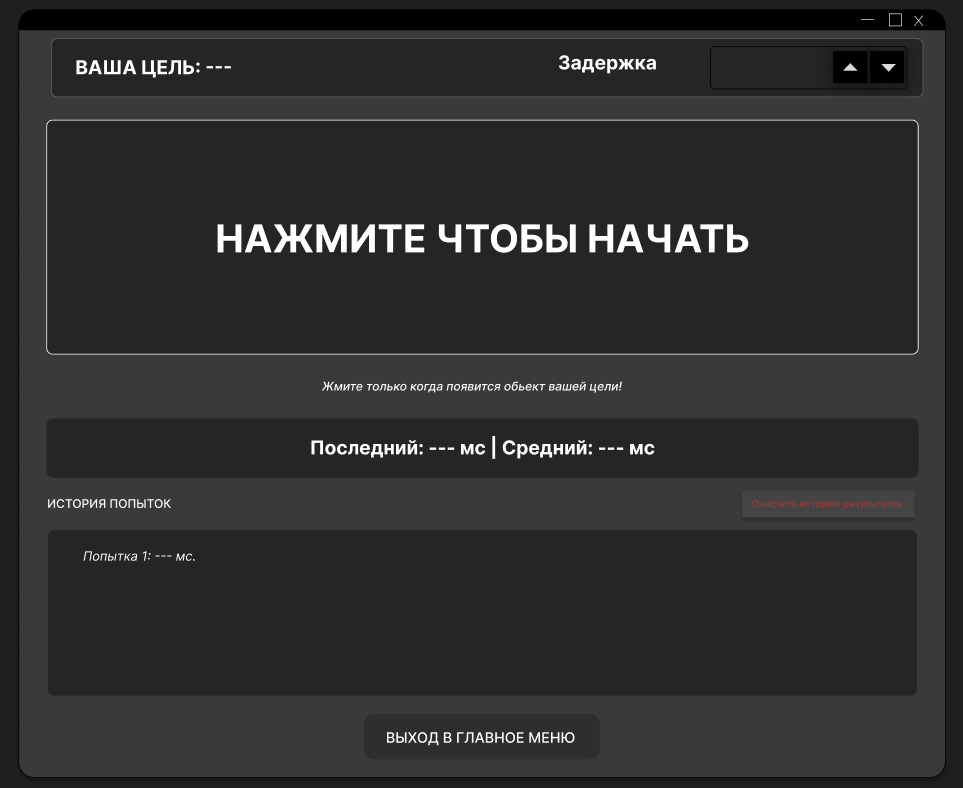 ВАША ЦЕЛЬ: ---
Задержка
НАЖМИТЕ ЧТОБЫ НАЧАТЬ
Жмите только когда появится обьект вашей цели!
Последний: --- мс | Средний: --- мс
ИСТОРИЯ ПОПЫТОК
Очистить историю результатов
Попытка 1: --- мс.
ВЫХОД В ГЛАВНОЕ МЕНЮ